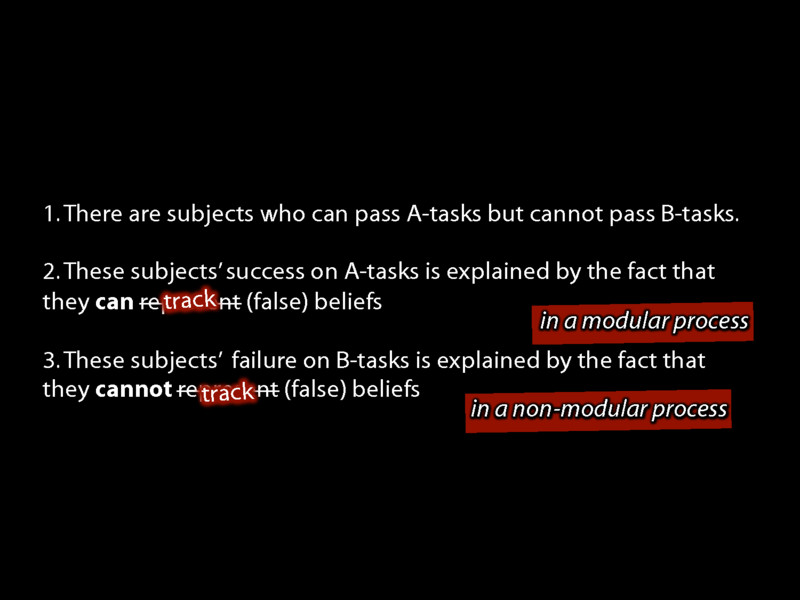 1. There are subjects who can pass A-tasks but cannot pass B-tasks.
2. These subjects' success on A-tasks is explained by the fact that
they can re track nt (false) beliefs
in a modular process
3. These subjects' failure on B-tasks is explained by the fact that
they cannot re track nt (false) beliefs
in a non-modular process